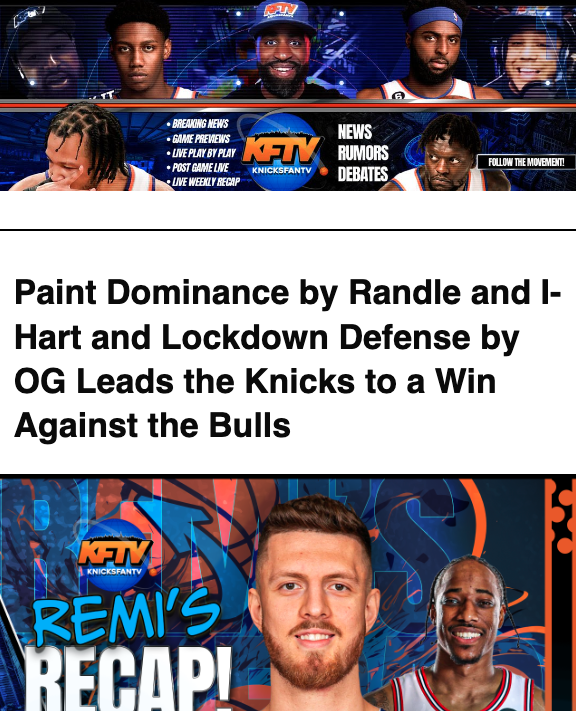 KFTV
• BREAKING NEWS
• GAME PREVIEWS
• LIVE PLAY BY PLAY
• POST GAME LIVE
• LIVE WEEKLY RECAP
KFTV
KNICKSFANTV
NEWS
RUMORS
DEBATES
FOLLOW THE MOVEMENT!
Paint Dominance by Randle and I-
Hart and Lockdown Defense by
OG Leads the Knicks to a Win
Against the Bulls
KFTV
KNICKSFANTV
REMI'S
RECAP!